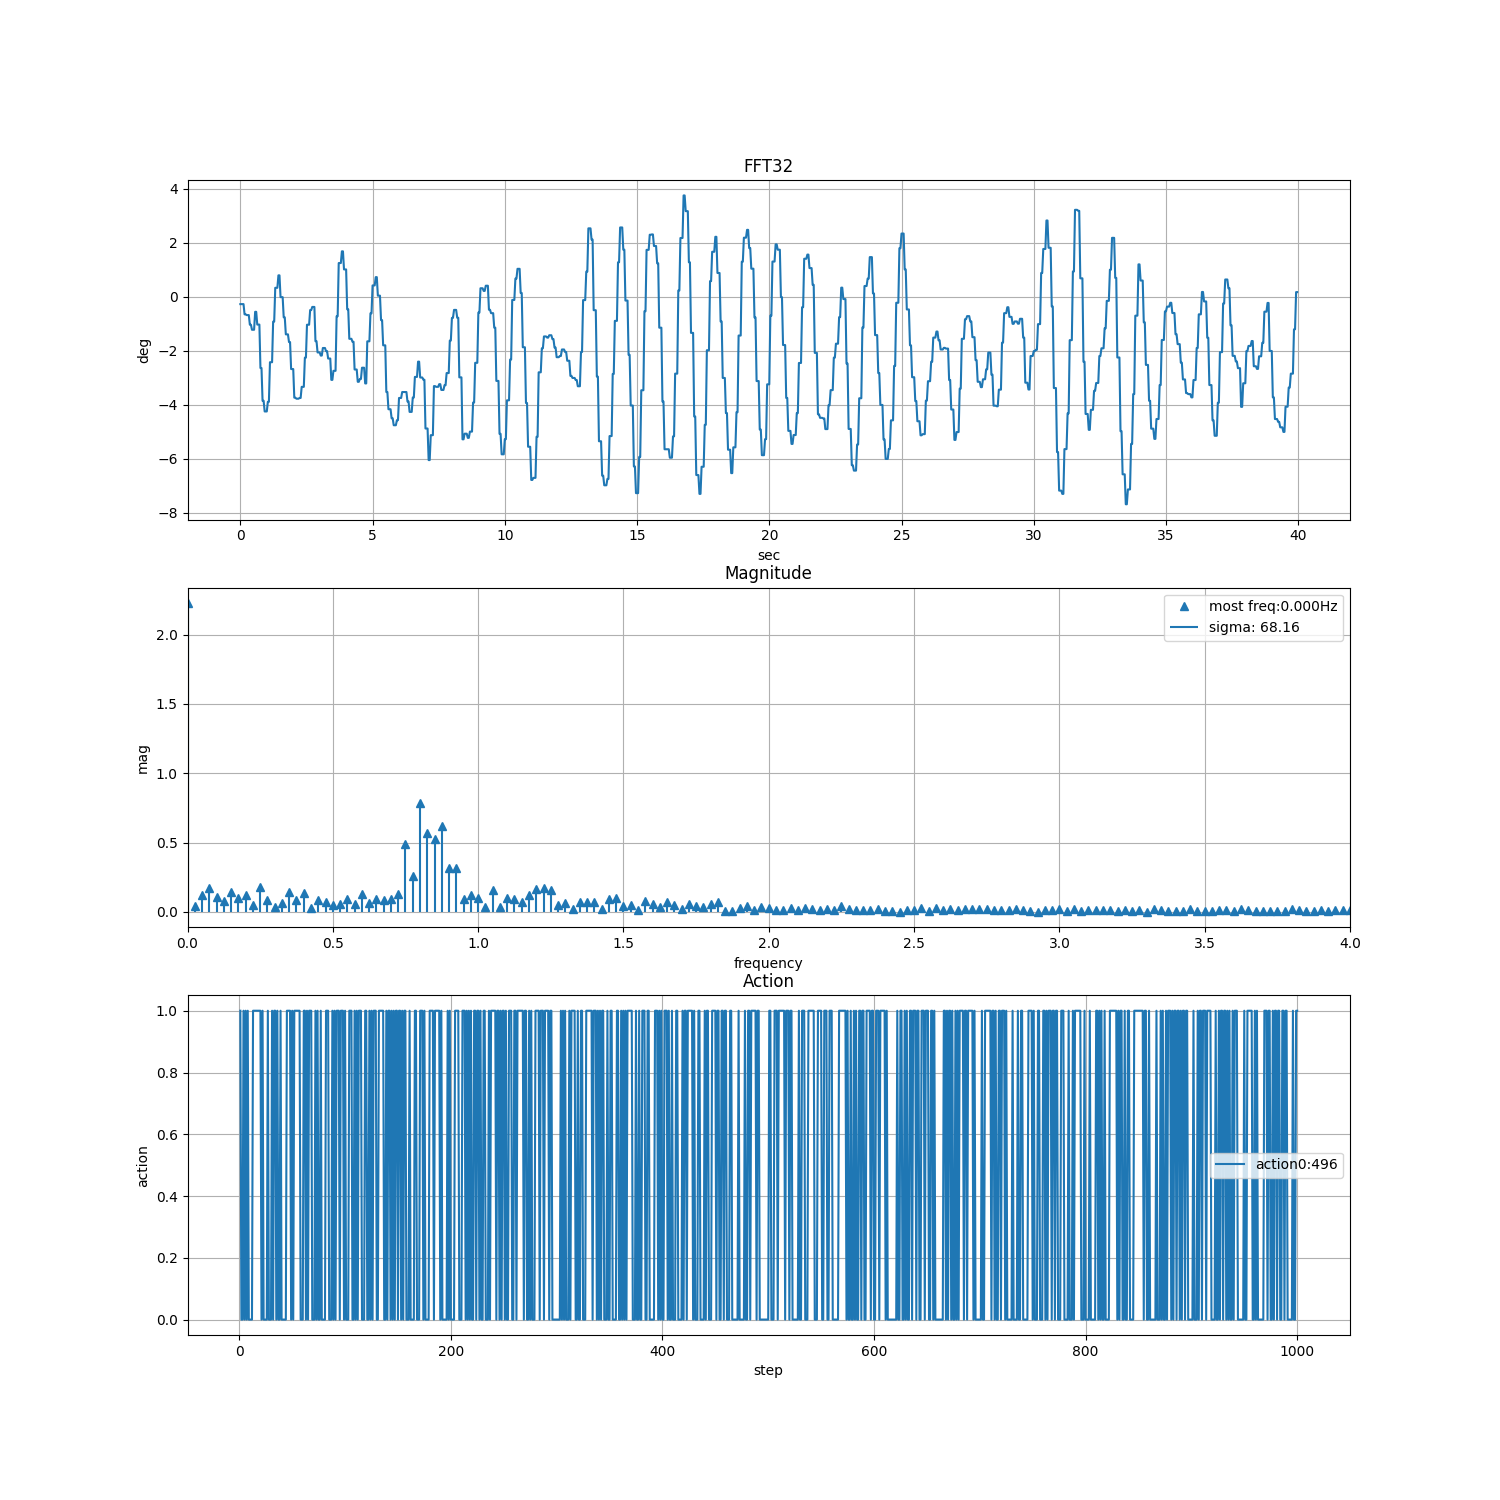 FFT32
4
2
0
−2
−4
−6
−8
deg
0 5 10 15 20 25 30 35 40
sec
Magnitude
most freq:0.000Hz
sigma: 68.16
2.0
1.5
1.0
0.5
0.0
mag
0.0 0.5 1.0 1.5 2.0 2.5 3.0 3.5 4.0
frequency
Action
1.0
0.8
0.6
0.4
0.2
0.0
action
action0:496
0 200 400 600 800 1000
step